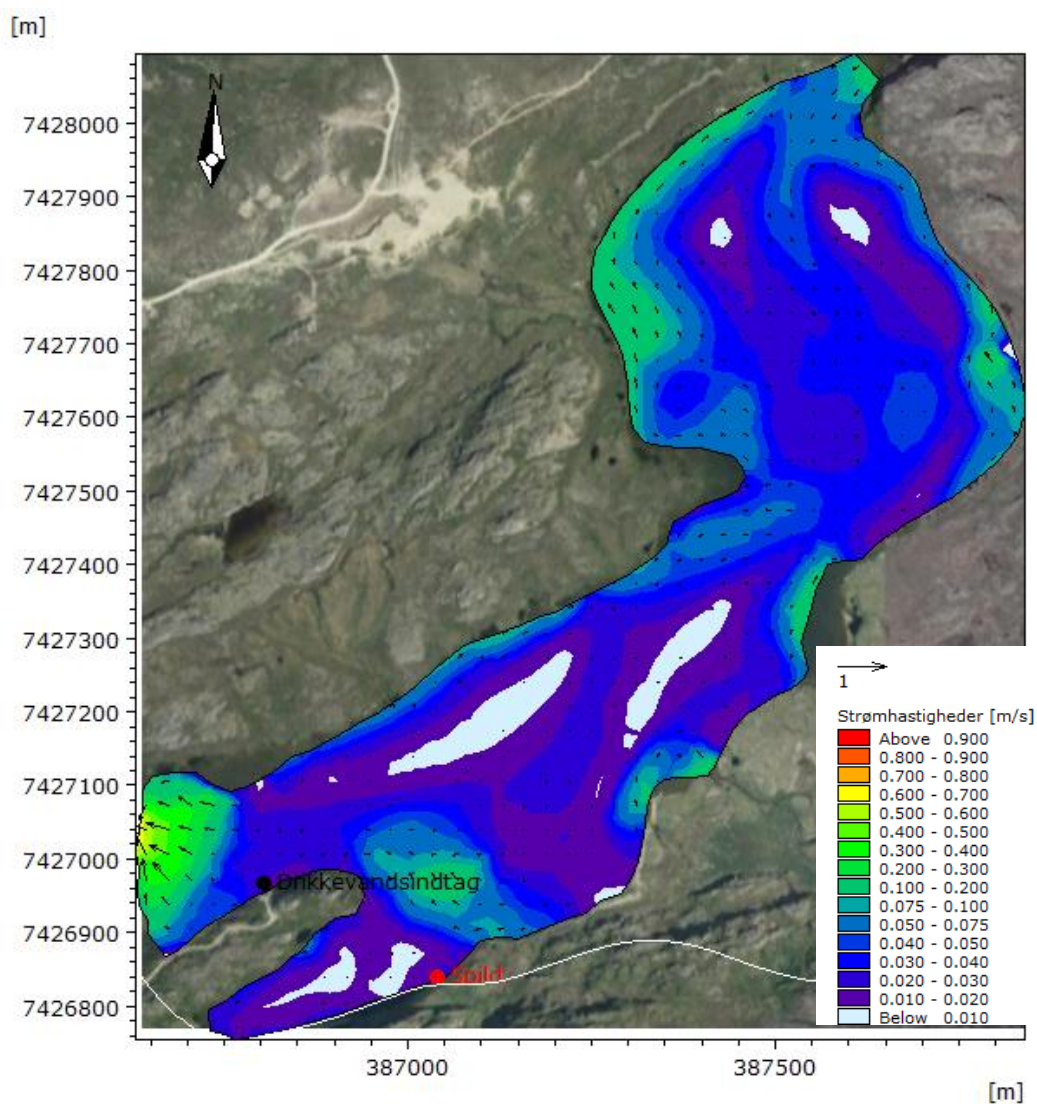 [m]
N
7428000
7427900
7427800
7427700
7427600
7427500
7427400
7427300
7427200
7427100
7427000
7426900
7426800
Drikkevandsindtag
Spild
1
Strømhastigheder [m/s]
Above 0.900
0.800 - 0.900
0.700 - 0.800
0.600 - 0.700
0.500 - 0.600
0.400 - 0.500
0.300 - 0.400
0.200 - 0.300
0.100 - 0.200
0.075 - 0.100
0.050 - 0.075
0.040 - 0.050
0.030 - 0.040
0.020 - 0.030
0.010 - 0.020
Below 0.010
387000 387500
[m]